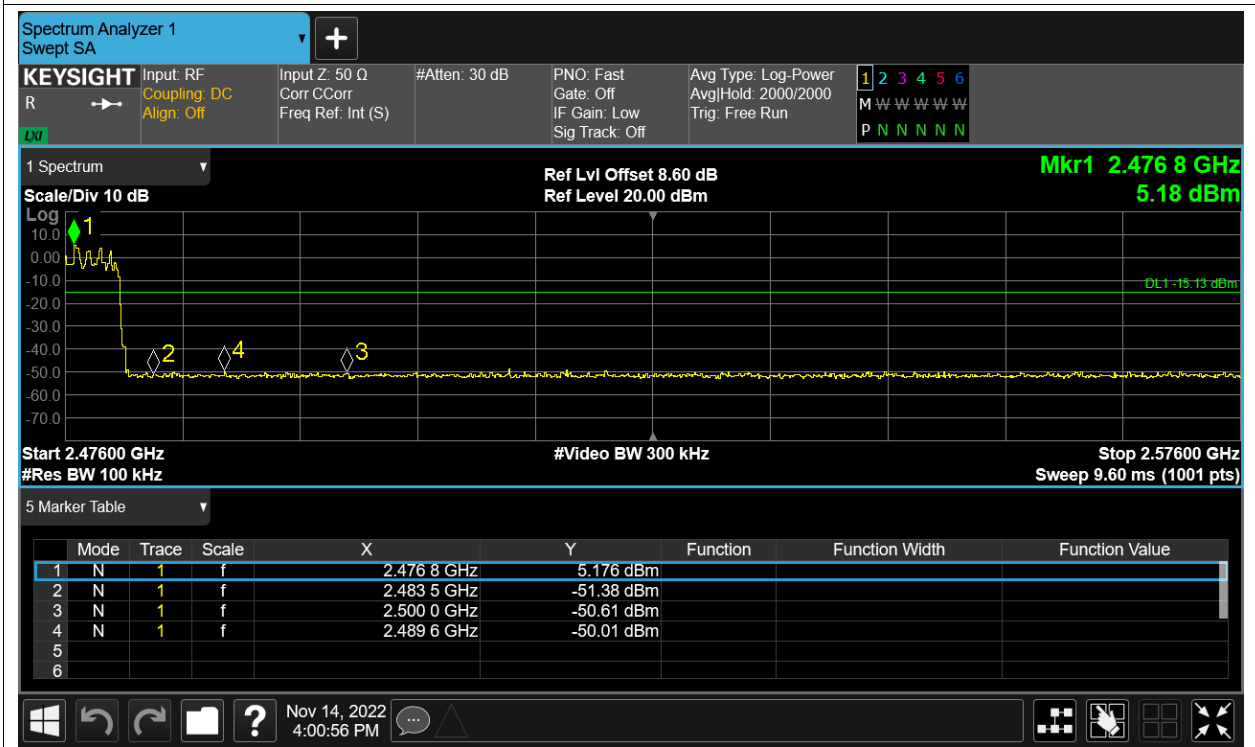 Spectrum Analyzer 1
Swept SA
KEYSIGHT Input: RF Input Z: 50 Ω #Atten: 30 dB PNO: Fast Avg Type: Log-Power 1 2 3 4 5 6
R Coupling: DC Corr CCorr Gate: Off Avg|Hold: 2000/2000 M W W W W W
Align: Off Freq Ref: Int (S) IF Gain: Low Trig: Free Run
LXI Sig Track: Off P N N N N N
1 Spectrum Ref Lvl Offset 8.60 dB Mkr1 2.476 8 GHz
Scale/Div 10 dB Ref Level 20.00 dBm 5.18 dBm
Log
1
10.0
0.00
-10.0
DL1 -15.13 dBm
-20.0
-30.0
-40.0
2 4 3
-50.0
-60.0
-70.0
Start 2.47600 GHz #Video BW 300 kHz Stop 2.57600 GHz
#Res BW 100 kHz Sweep 9.60 ms (1001 pts)
5 Marker Table
Mode Trace Scale X Y Function Function Width Function Value
1 N 1 f 2.476 8 GHz 5.176 dBm
2 N 1 f 2.483 5 GHz -51.38 dBm
3 N 1 f 2.500 0 GHz -50.61 dBm
4 N 1 f 2.489 6 GHz -50.01 dBm
5
6
? Nov 14, 2022
4:00:56 PM